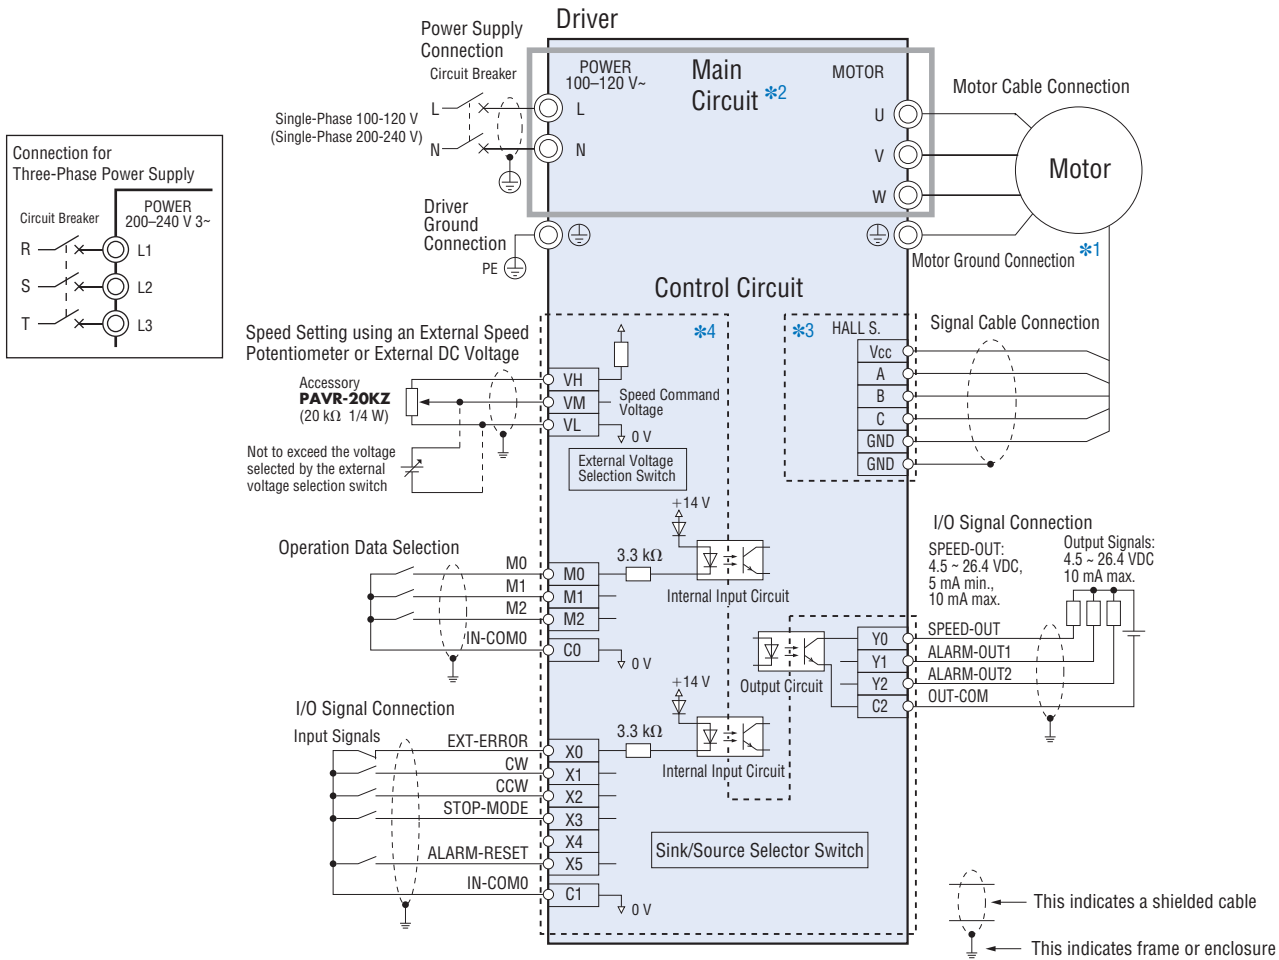 Driver
Power Supply
Connection
Circuit Breaker
L
Single-Phase 100-120 V
(Single-Phase 200-240 V)
N
POWER
100–120 V~
L
N
Main
Circuit *2
MOTOR
U
V
W
Motor Cable Connection
Motor
Motor Ground Connection *1
Driver
Ground
Connection
PE
Connection for
Three-Phase Power Supply
Circuit Breaker
POWER
200–240 V 3~
R
L1
S
L2
T
L3
Control Circuit
*4
*3
HALL S.
Signal Cable Connection
Vcc
A
B
C
GND
GND
Speed Setting using an External Speed
Potentiometer or External DC Voltage
Accessory
PAVR-20KZ
(20 kΩ 1/4 W)
VH
VM
VL
Speed Command
Voltage
0 V
Not to exceed the voltage
selected by the external
voltage selection switch
External Voltage
Selection Switch
+14 V
Operation Data Selection
M0
M1
M2
IN-COM0
M0
M1
M2
C0
3.3 kΩ
Internal Input Circuit
0 V
I/O Signal Connection
SPEED-OUT:
4.5 ~ 26.4 VDC,
5 mA min.,
10 mA max.
Output Signals:
4.5 ~ 26.4 VDC
10 mA max.
Output Circuit
Y0
Y1
Y2
C2
SPEED-OUT
ALARM-OUT1
ALARM-OUT2
OUT-COM
+14 V
I/O Signal Connection
Input Signals
EXT-ERROR
CW
CCW
STOP-MODE
ALARM-RESET
IN-COM0
X0
X1
X2
X3
X4
X5
C1
3.3 kΩ
Internal Input Circuit
0 V
Sink/Source Selector Switch
This indicates a shielded cable
This indicates frame or enclosure